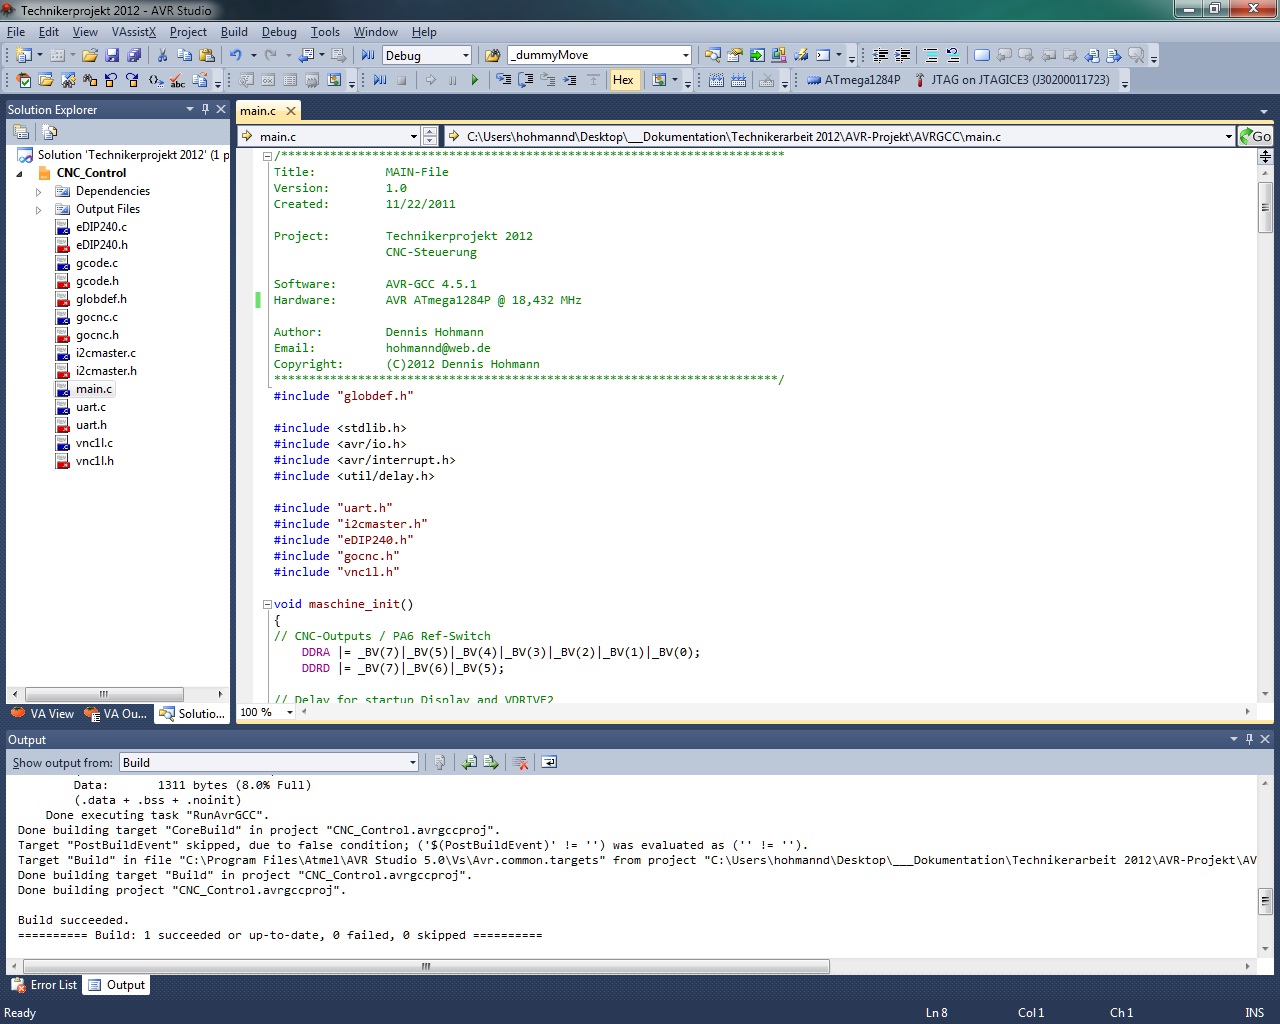 Technikerprojekt 2012 - AVR Studio
File Edit View VAssistX Project Build Debug Tools Window Help
Debug _dummyMove
Hex ATmega1284P JTAG on JTAGICE3 (J30200011723)
Solution Explorer
Solution 'Technikerprojekt 2012' (1 p
CNC_Control
Dependencies
Output Files
eDIP240.c
eDIP240.h
gcode.c
gcode.h
globdef.h
gocnc.c
gocnc.h
i2cmaster.c
i2cmaster.h
main.c
uart.c
uart.h
vnc1l.c
vnc1l.h
VA View VA Ou... Solutio...
main.c
main.c C:\Users\hohmannd\Desktop\___Dokumentation\Technikerarbeit 2012\AVR-Projekt\AVRGCC\main.c Go
/************************************************************************
Title: MAIN-File
Version: 1.0
Created: 11/22/2011
Project: Technikerprojekt 2012
CNC-Steuerung
Software: AVR-GCC 4.5.1
Hardware: AVR ATmega1284P @ 18,432 MHz
Author: Dennis Hohmann
Email: hohmannd@web.de
Copyright: (C)2012 Dennis Hohmann
************************************************************************/
#include "globdef.h"
#include <stdlib.h>
#include <avr/io.h>
#include <avr/interrupt.h>
#include <util/delay.h>
#include "uart.h"
#include "i2cmaster.h"
#include "eDIP240.h"
#include "gocnc.h"
#include "vnc1l.h"
void maschine_init()
{
// CNC-Outputs / PA6 Ref-Switch
DDRA |= _BV(7)|_BV(5)|_BV(4)|_BV(3)|_BV(2)|_BV(1)|_BV(0);
DDRD |= _BV(7)|_BV(6)|_BV(5);
// Delay for startup Display and VDRIVE2
100 %
Output
Show output from: Build
Data: 1311 bytes (8.0% Full)
(.data + .bss + .noinit)
Done executing task "RunAvrGCC".
Done building target "CoreBuild" in project "CNC_Control.avrgccproj".
Target "PostBuildEvent" skipped, due to false condition; ('$(PostBuildEvent)' != '') was evaluated as ('' != '').
Target "Build" in file "C:\Program Files\Atmel\AVR Studio 5.0\Vs\Avr.common.targets" from project "C:\Users\hohmannd\Desktop\___Dokumentation\Technikerarbeit 2012\AVR-Projekt\AV
Done building target "Build" in project "CNC_Control.avrgccproj".
Done building project "CNC_Control.avrgccproj".
Build succeeded.
========== Build: 1 succeeded or up-to-date, 0 failed, 0 skipped ==========
Error List Output
Ready Ln 8 Col 1 Ch 1 INS